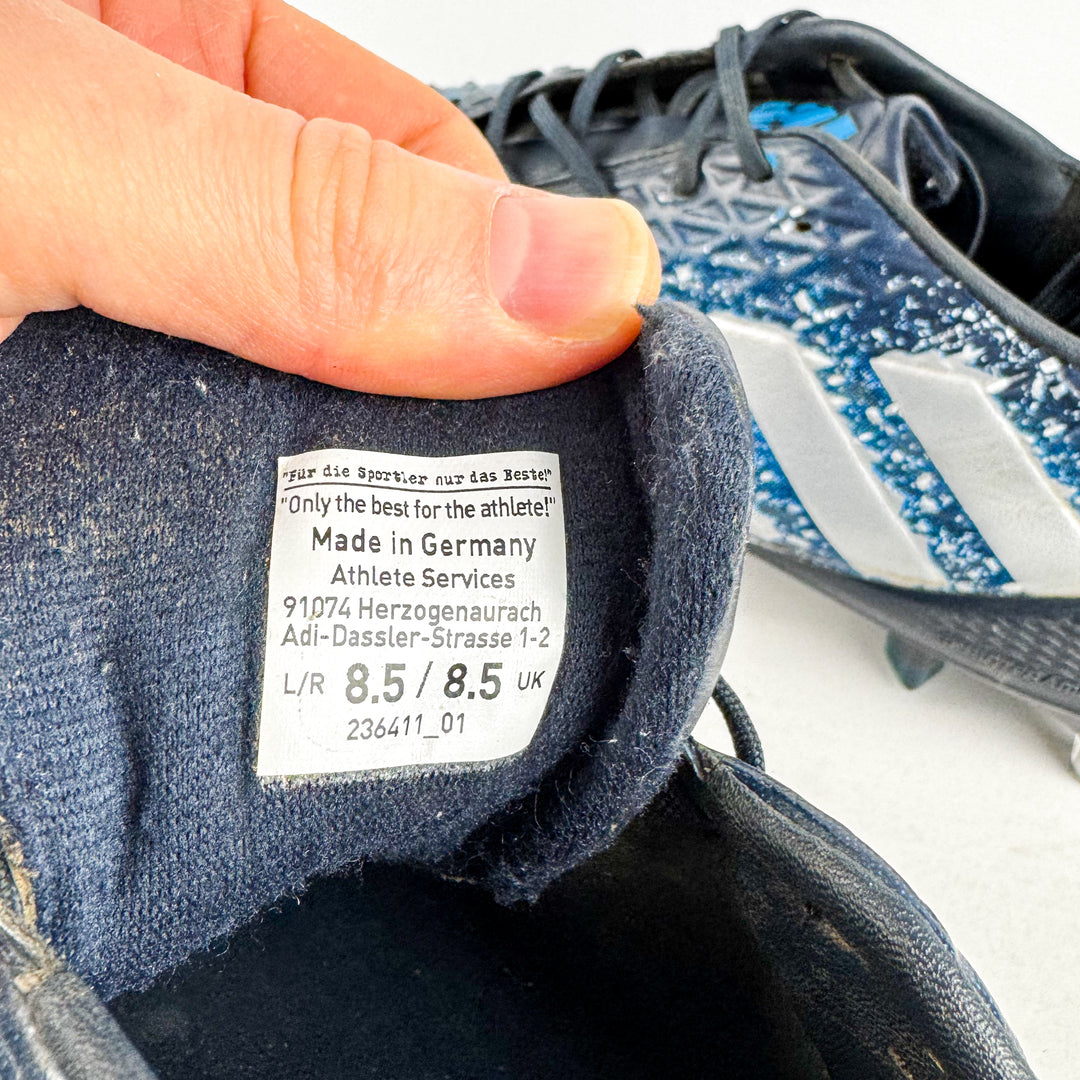 "Für die Sportler nur das Beste!"
"Only the best for the athlete!"
Made in Germany
Athlete Services
91074 Herzogenaurach
Adi-Dassler-Strasse 1-2
L/R 8.5 / 8.5 UK
236411_01